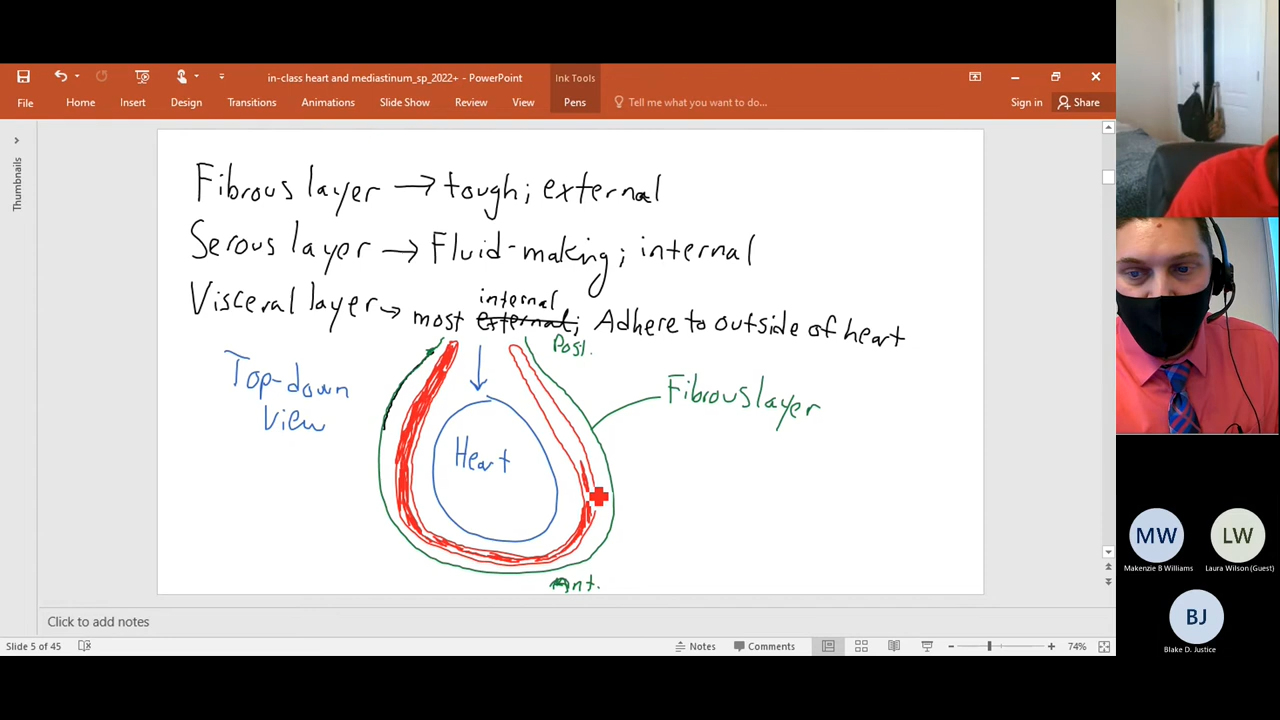 in-class heart and mediastinum_sp_2022+ - PowerPoint
Ink Tools
File
Home
Insert
Design
Transitions
Animations
Slide Show
Review
View
Pens
Tell me what you want to do...
Sign in
Share
Thumbnails
Fibrous layer → tough; external
Serous layer → Fluid-making; internal
internal
Visceral layer → most external; Adhere to outside of heart
Post.
Top-down
View
Fibrous layer
Heart
Ant.
Click to add notes
Slide 5 of 45
Notes
Comments
74%
MW
LW
Makenzie B Williams
Laura Wilson (Guest)
BJ
Blake D. Justice